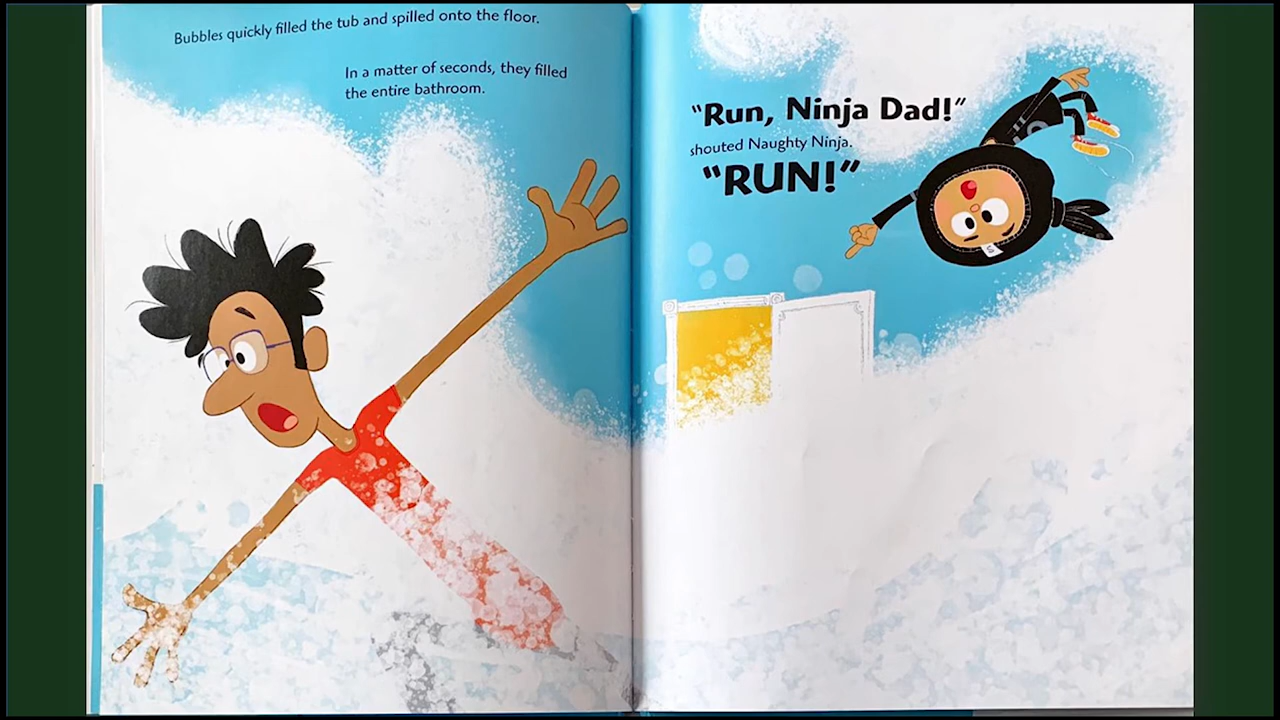 Bubbles quickly filled the tub and spilled onto the floor.
In a matter of seconds, they filled
the entire bathroom.
"Run, Ninja Dad!"
shouted Naughty Ninja.
"RUN!"